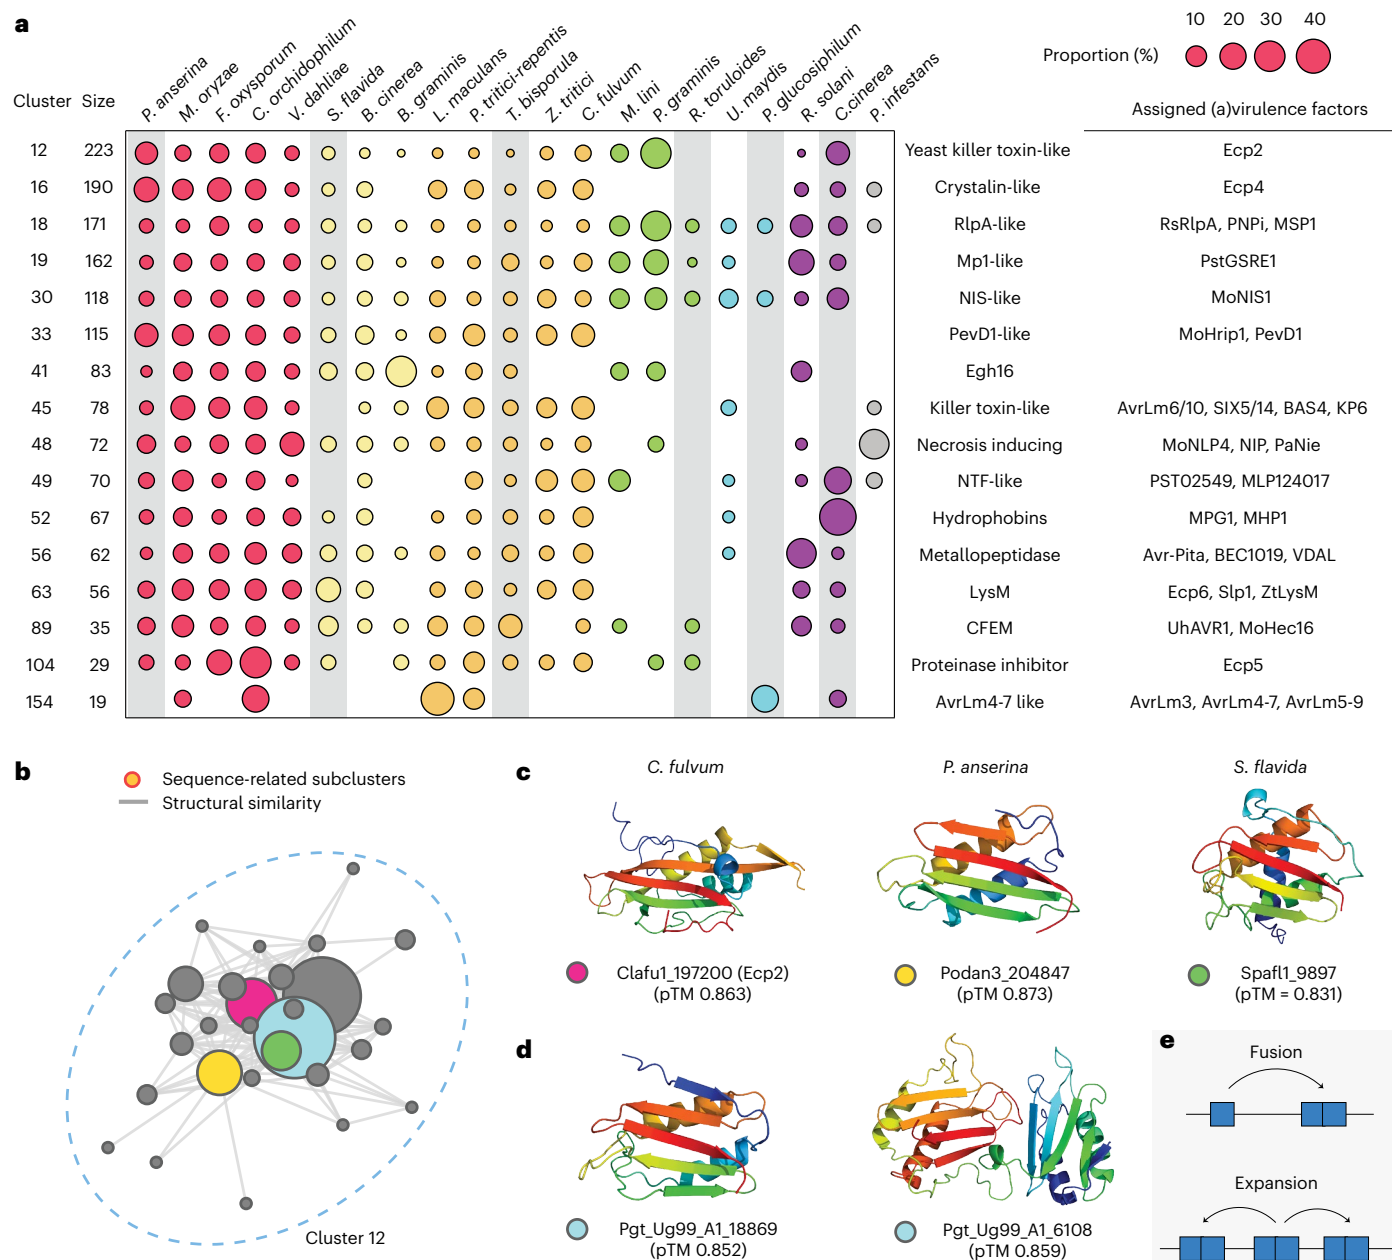 a
10 20 30 40
Proportion (%)
Cluster Size
P. anserina
M. oryzae
F. oxysporum
C. orchidophilum
V. dahliae
S. flavida
B. cinerea
B. graminis
L. maculans
P. tritici-repentis
T. bisporula
Z. tritici
C. fulvum
M. lini
P. graminis
R. toruloides
U. maydis
P. glucosiphilum
R. solani
C.cinerea
P. infestans
Assigned (a)virulence factors
12 223 Yeast killer toxin-like Ecp2
16 190 Crystalin-like Ecp4
18 171 RlpA-like RsRlpA, PNPi, MSP1
19 162 Mp1-like PstGSRE1
30 118 NIS-like MoNIS1
33 115 PevD1-like MoHrip1, PevD1
41 83 Egh16
45 78 Killer toxin-like AvrLm6/10, SIX5/14, BAS4, KP6
48 72 Necrosis inducing MoNLP4, NIP, PaNie
49 70 NTF-like PST02549, MLP124017
52 67 Hydrophobins MPG1, MHP1
56 62 Metallopeptidase Avr-Pita, BEC1019, VDAL
63 56 LysM Ecp6, Slp1, ZtLysM
89 35 CFEM UhAVR1, MoHec16
104 29 Proteinase inhibitor Ecp5
154 19 AvrLm4-7 like AvrLm3, AvrLm4-7, AvrLm5-9
b
Sequence-related subclusters
Structural similarity
Cluster 12
c
C. fulvum P. anserina S. flavida
Clafu1_197200 (Ecp2)
(pTM 0.863)
Podan3_204847
(pTM 0.873)
Spafl1_9897
(pTM = 0.831)
d
Pgt_Ug99_A1_18869
(pTM 0.852)
Pgt_Ug99_A1_6108
(pTM 0.859)
e
Fusion
Expansion